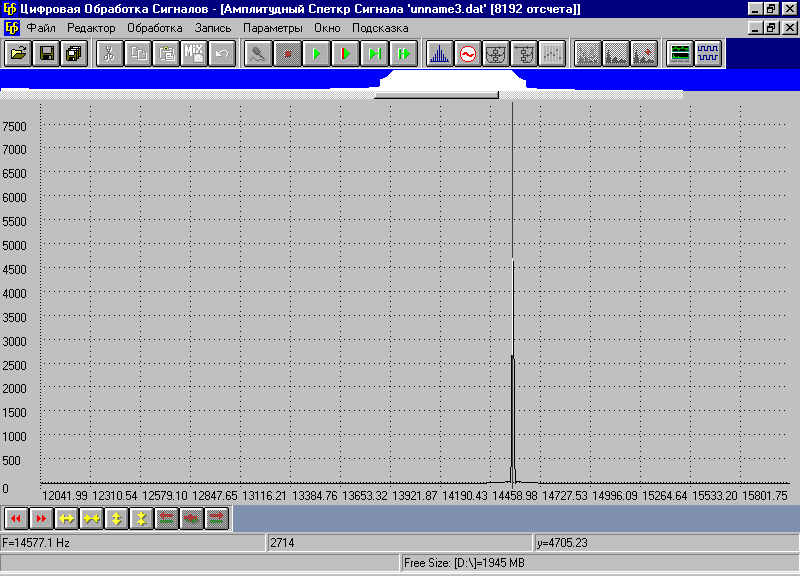 Цифровая Обработка Сигналов - [Амплитудный Спеткр Сигнала 'unname3.dat' [8192 отсчета]]
Файл Редактор Обработка Запись Параметры Окно Подсказка
MiX
7500
7000
6500
6000
5500
5000
4500
4000
3500
3000
2500
2000
1500
1000
500
0
12041.99 12310.54 12579.10 12847.65 13116.21 13384.76 13653.32 13921.87 14190.43 14458.98 14727.53 14996.09 15264.64 15533.20 15801.75
F=14577.1 Hz 2714 y=4705.23
Free Size: [D:\]=1945 MB